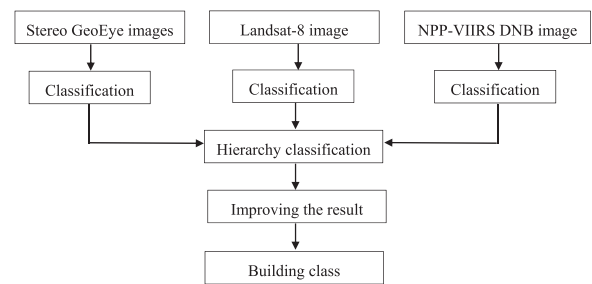 Stereo GeoEye images
Landsat-8 image
NPP-VIIRS DNB image
Classification
Classification
Classification
Hierarchy classification
Improving the result
Building class